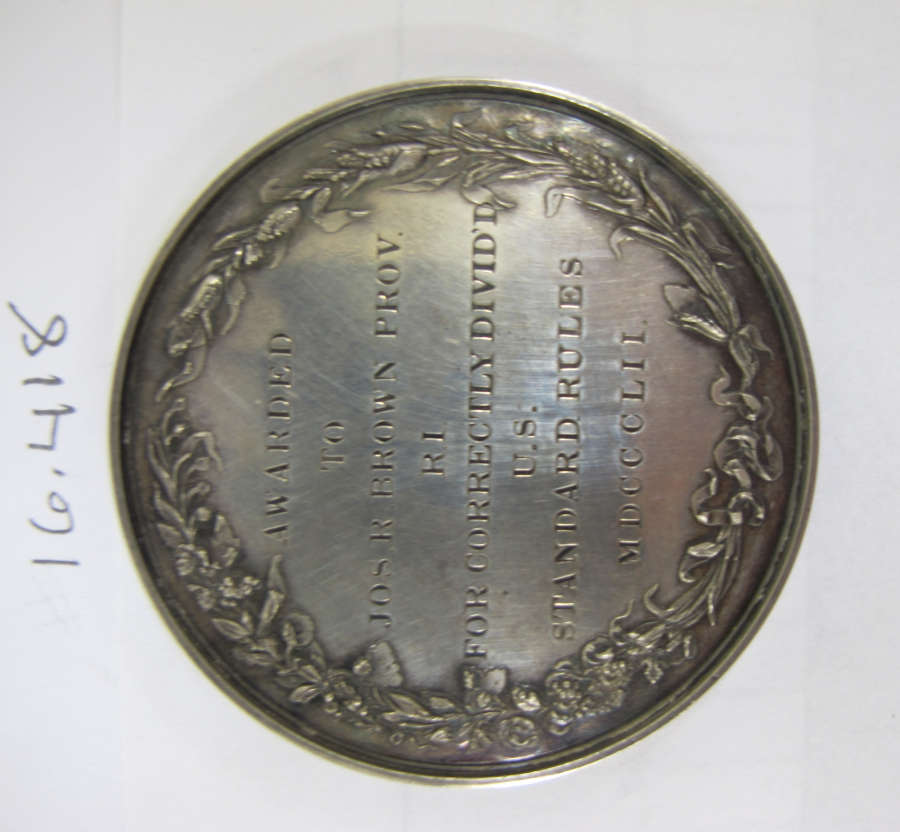 #16.418
AWARDED
TO
JOS. R. BROWN PROV.
RI
FOR CORRECTLY DIVID'D
U.S.
STANDARD RULES
MDCCCLII.